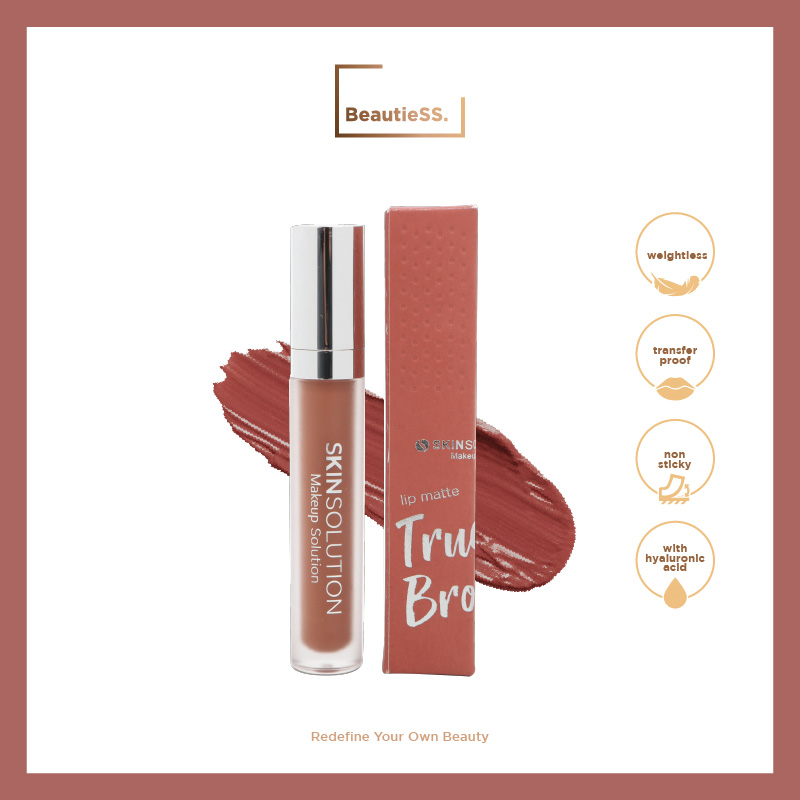 BeautieSS.
weightless
transfer
proof
non
sticky
with
hyaluronic
acid
SKINSOLUTION
Makeup Solution
lip matte
Redefine Your Own Beauty